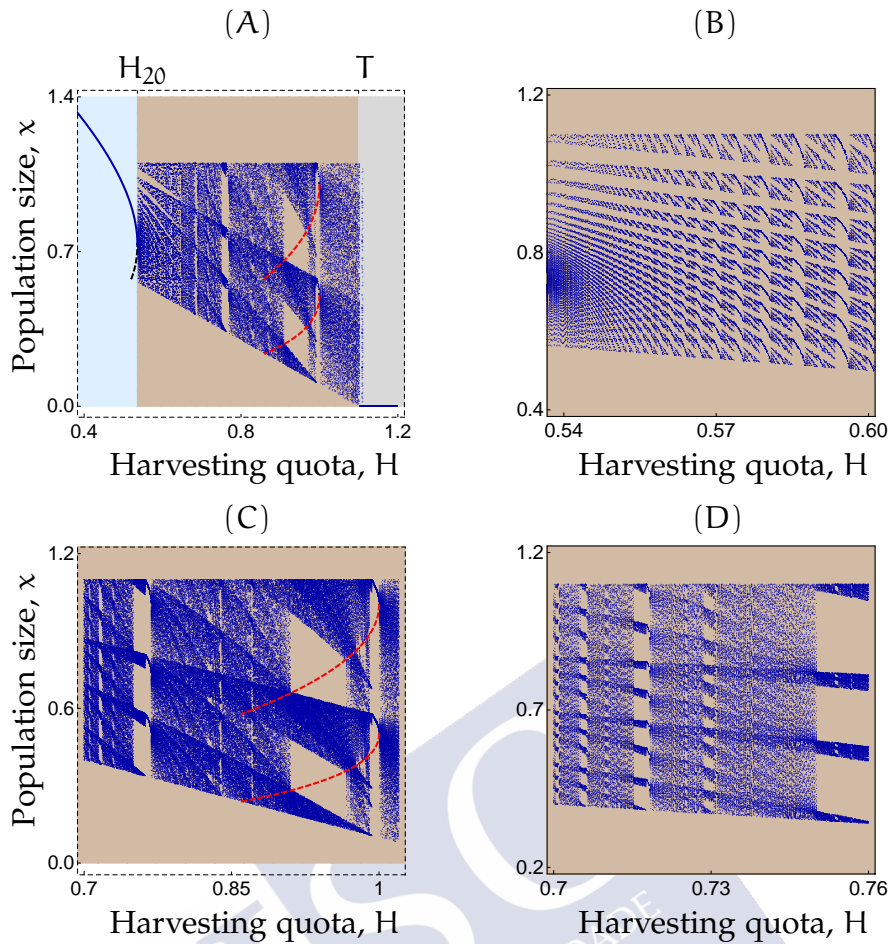 (A)
(B)
H₂₀
T
1.4
0.7
0.0
0.4
0.8
1.2
Population size, x
Harvesting quota, H
1.2
0.8
0.4
0.54
0.57
0.60
Harvesting quota, H
(C)
(D)
1.2
0.6
0.0
0.7
0.85
1
Population size, x
Harvesting quota, H
1.2
0.7
0.2
0.7
0.73
0.76
Harvesting quota, H